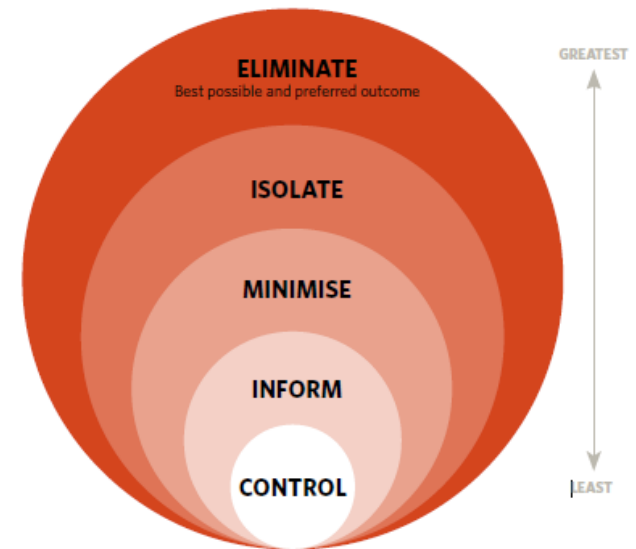 ELIMINATE
Best possible and preferred outcome
GREATEST
ISOLATE
MINIMISE
INFORM
CONTROL
LEAST